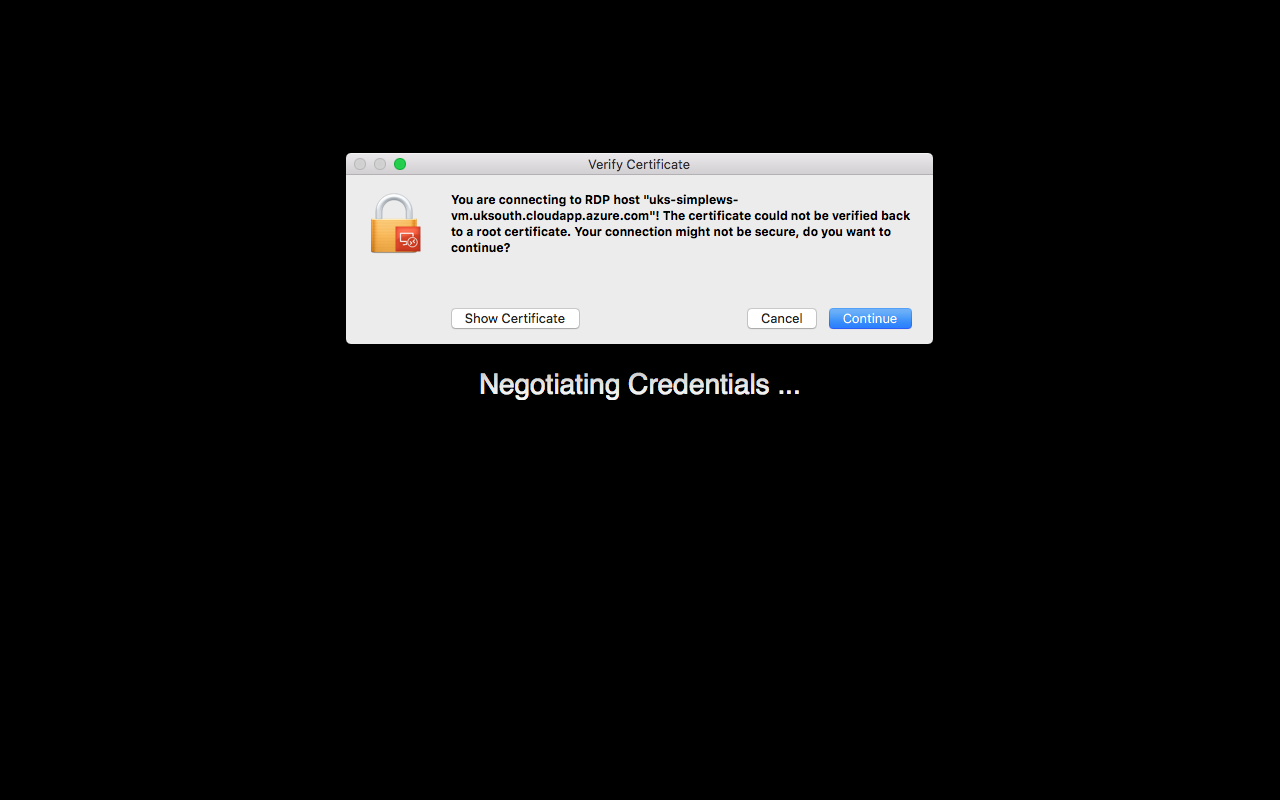 Verify Certificate
You are connecting to RDP host "uks-simplews-
vm.uksouth.cloudapp.azure.com"! The certificate could not be verified back
to a root certificate. Your connection might not be secure, do you want to
continue?
Show Certificate
Cancel
Continue
Negotiating Credentials ...